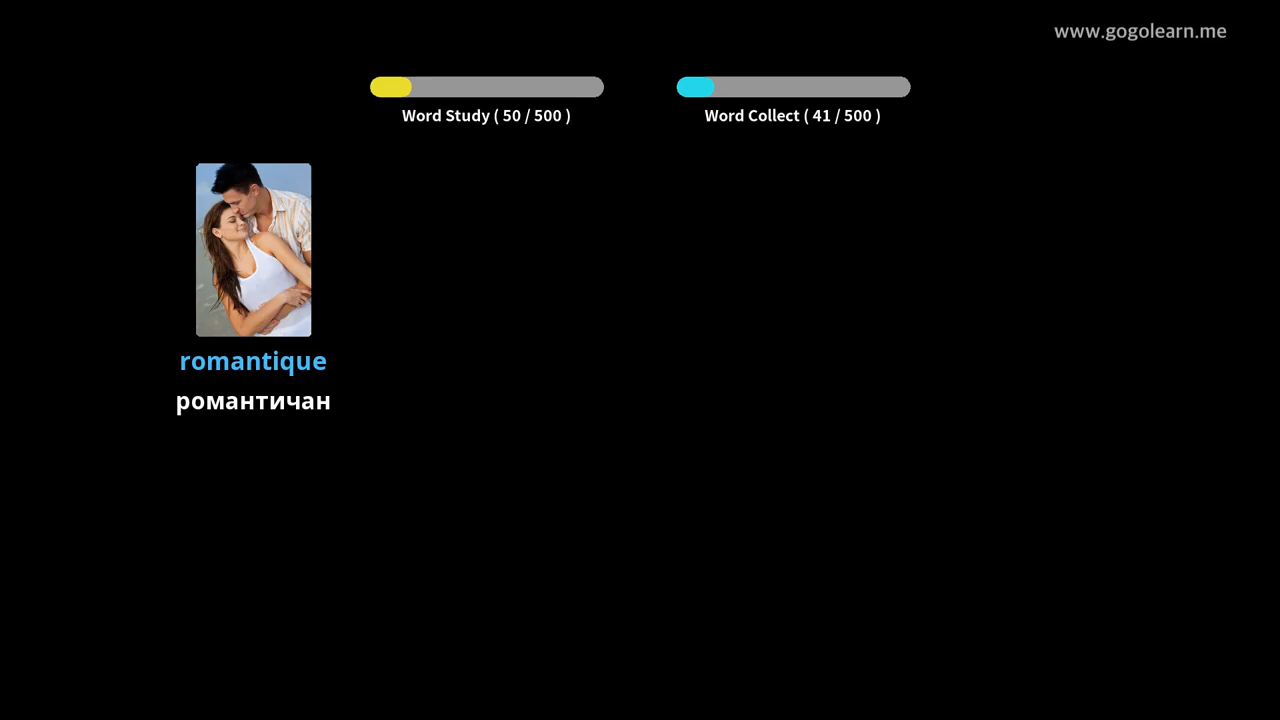 www.gogolearn.me
Word Study ( 50 / 500 )
Word Collect ( 41 / 500 )
romantique
романтичан